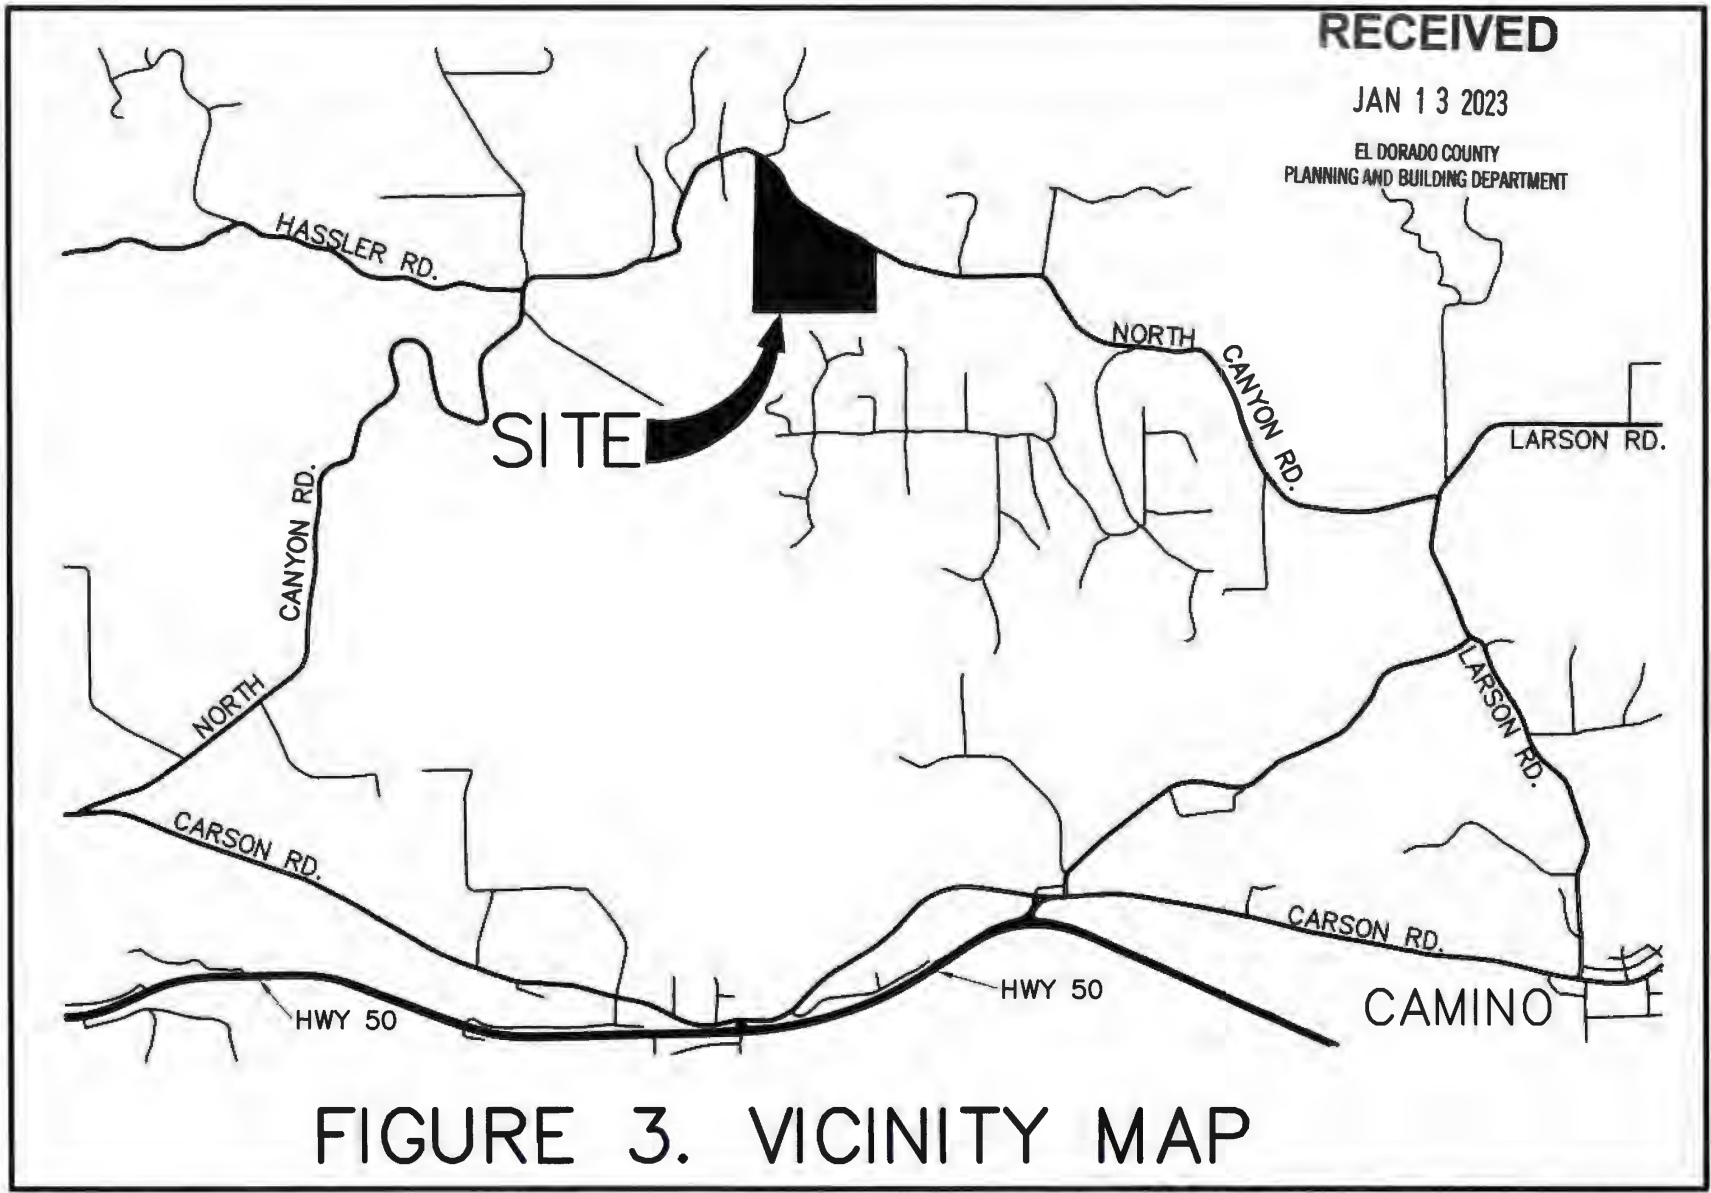 RECEIVED
JAN 13 2023
EL DORADO COUNTY
PLANNING AND BUILDING DEPARTMENT
HASSLER RD.
NORTH
CANYON RD.
SITE
LARSON RD.
CANYON RD.
NORTH
LARSON RD.
CARSON RD.
CARSON RD.
HWY 50
HWY 50
CAMINO
FIGURE 3. VICINITY MAP